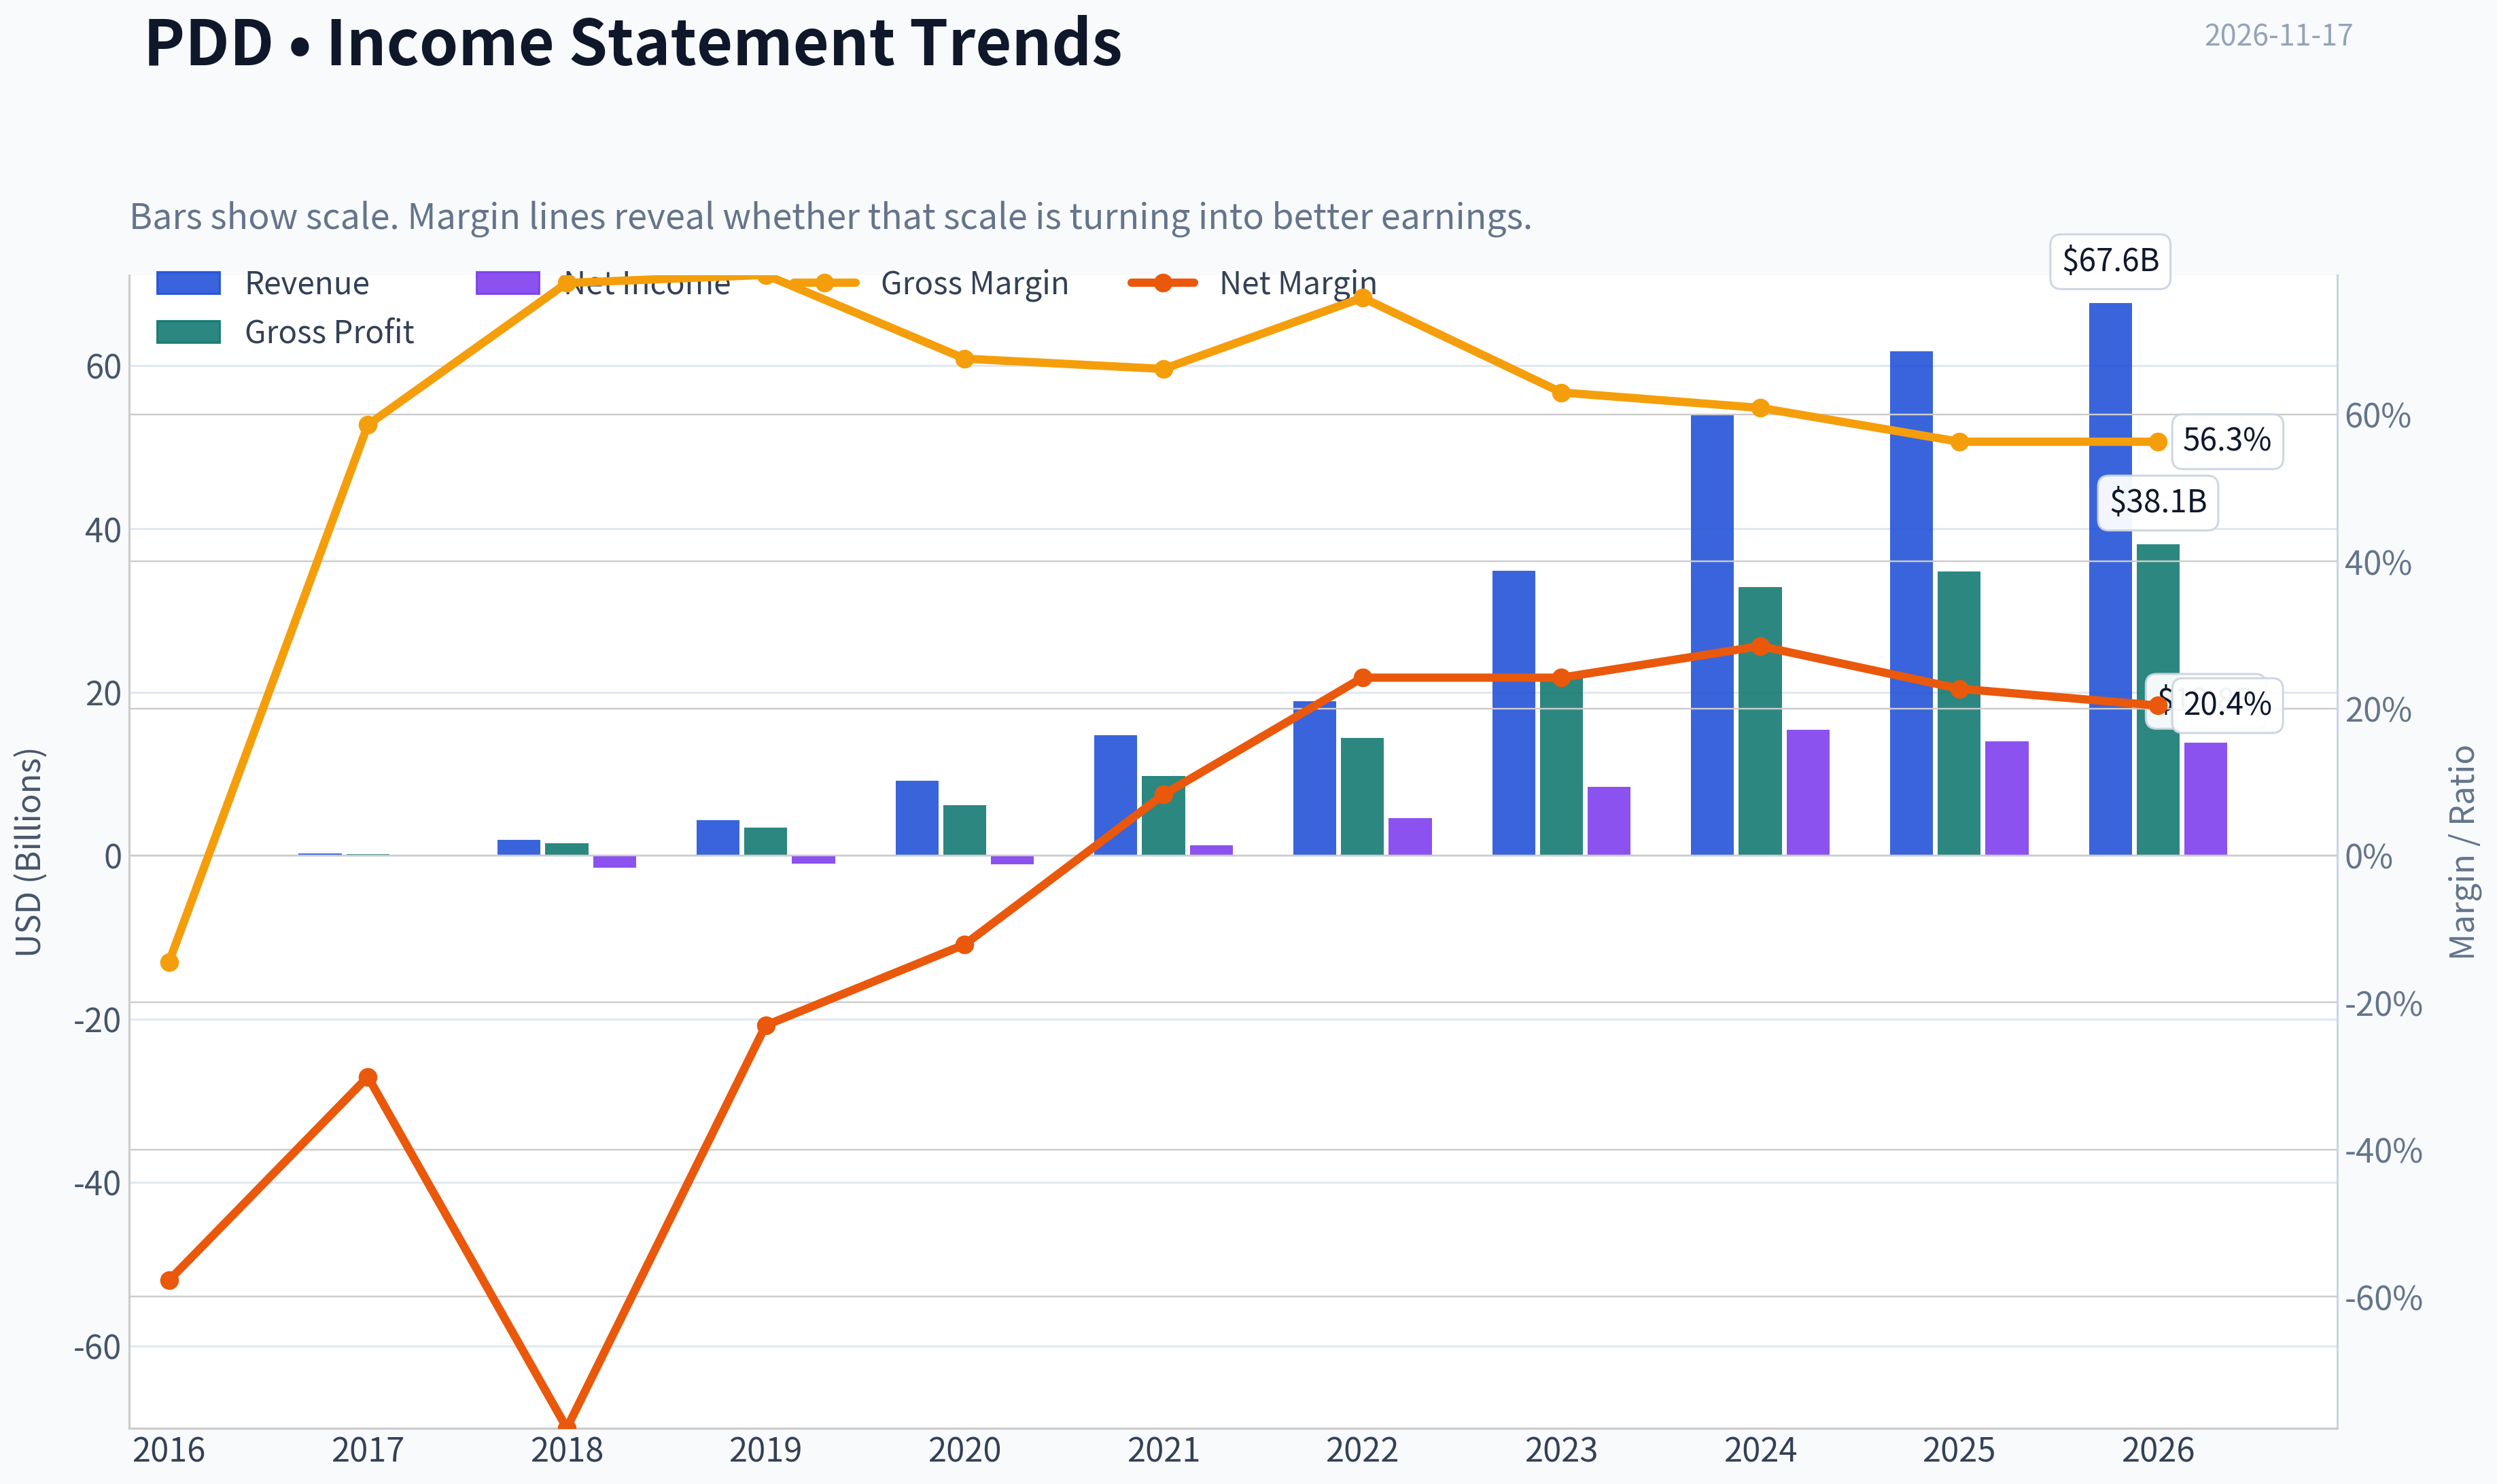 PDD • Income Statement Trends
2026-11-17
Bars show scale. Margin lines reveal whether that scale is turning into better earnings.
Revenue
Net Income
Gross Margin
Net Margin
Gross Profit
$67.6B
56.3%
$38.1B
$
20.4%
60
40
20
0
-20
-40
-60
60%
40%
20%
0%
-20%
-40%
-60%
USD (Billions)
Margin / Ratio
2016 2017 2018 2019 2020 2021 2022 2023 2024 2025 2026